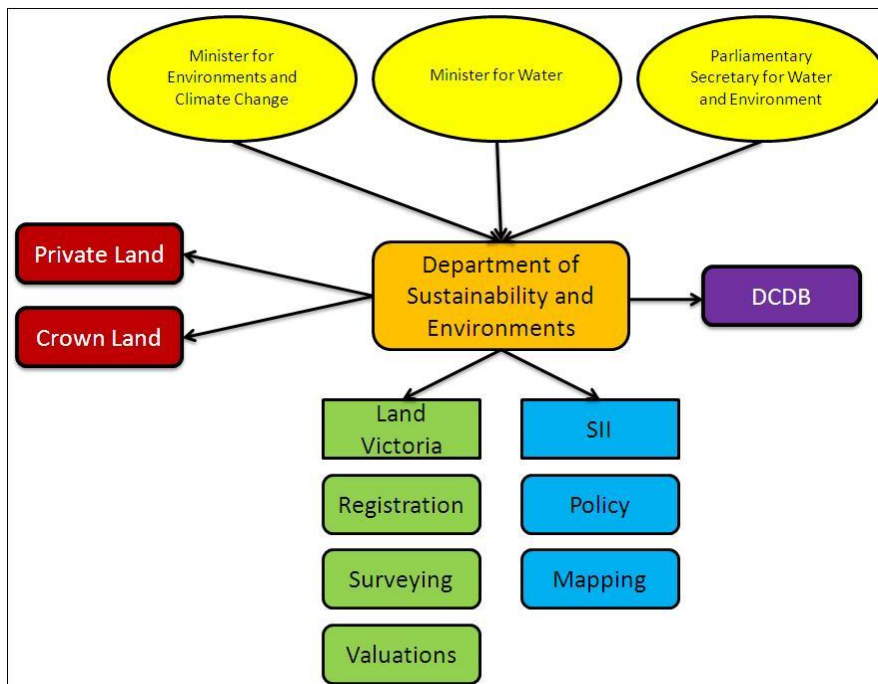 Minister for
Environments and
Climate Change
Minister for Water
Parliamentary
Secretary for Water
and Environment
Private Land
Crown Land
Department of
Sustainability and
Environments
DCDB
Land
Victoria
Registration
Surveying
Valuations
SII
Policy
Mapping